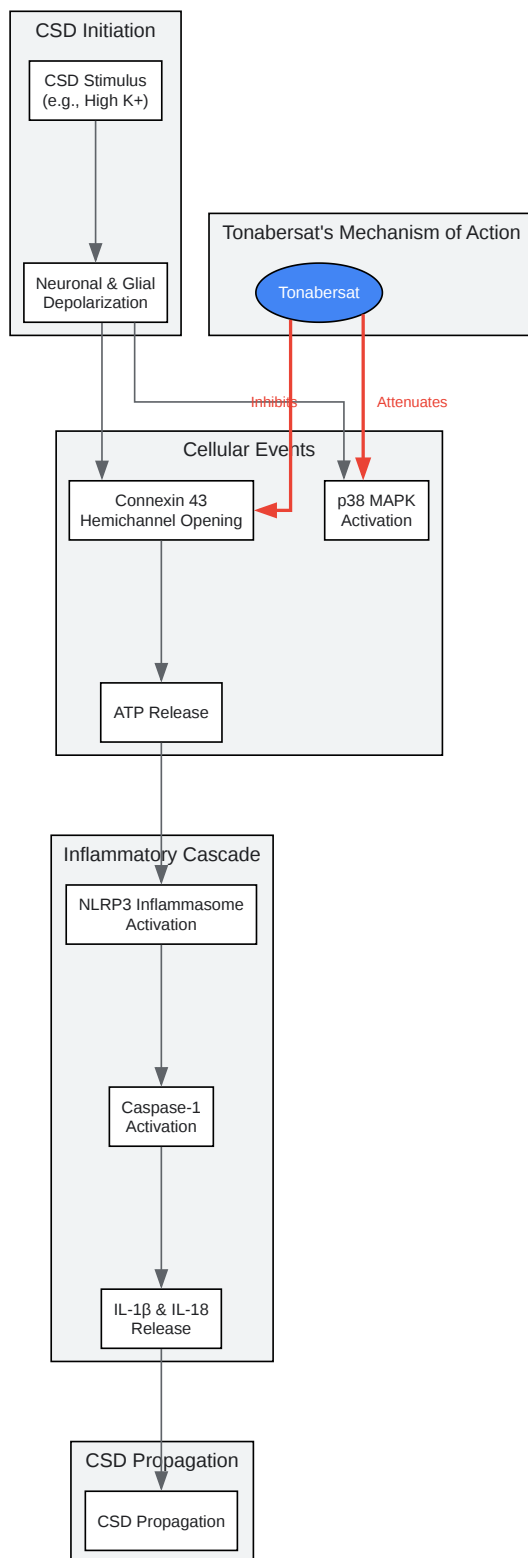 CSD Initiation
CSD Stimulus
(e.g., High K+)
Tonabersat's Mechanism of Action
Neuronal & Glial
Depolarization
Tonabersat
Inhibits
Attenuates
Cellular Events
Connexin 43
Hemichannel Opening
p38 MAPK
Activation
ATP Release
Inflammatory Cascade
NLRP3 Inflammasome
Activation
Caspase-1
Activation
IL-1β & IL-18
Release
CSD Propagation
CSD Propagation